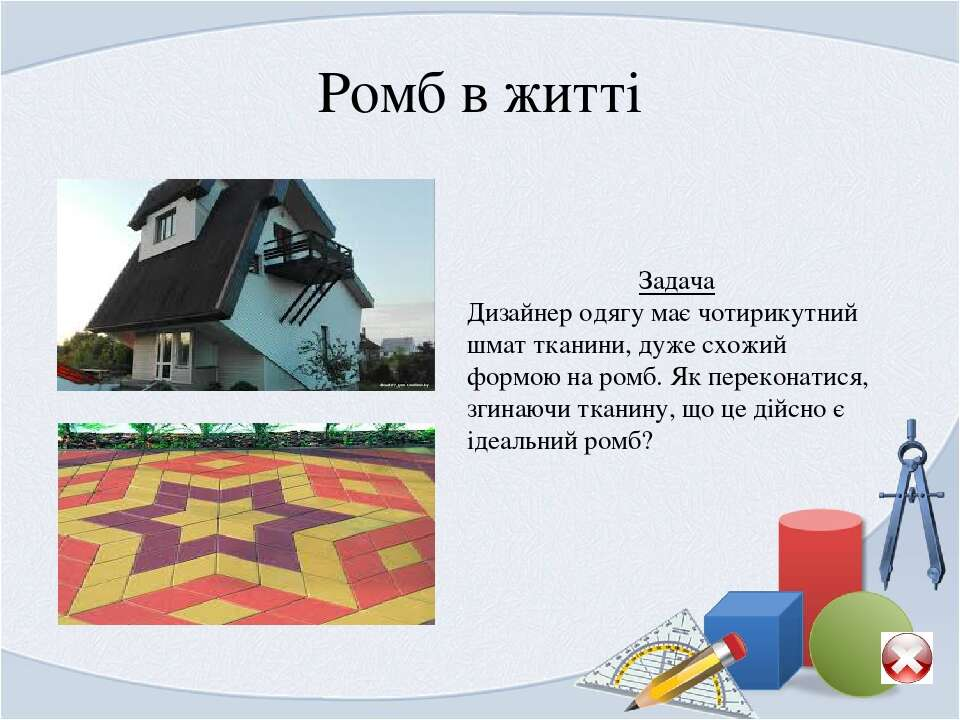 Ромб в житті
Задача
Дизайнер одягу має чотирикутний
шмат тканини, дуже схожий
формою на ромб. Як переконатися,
згинаючи тканину, що це дійсно є
ідеальний ромб?